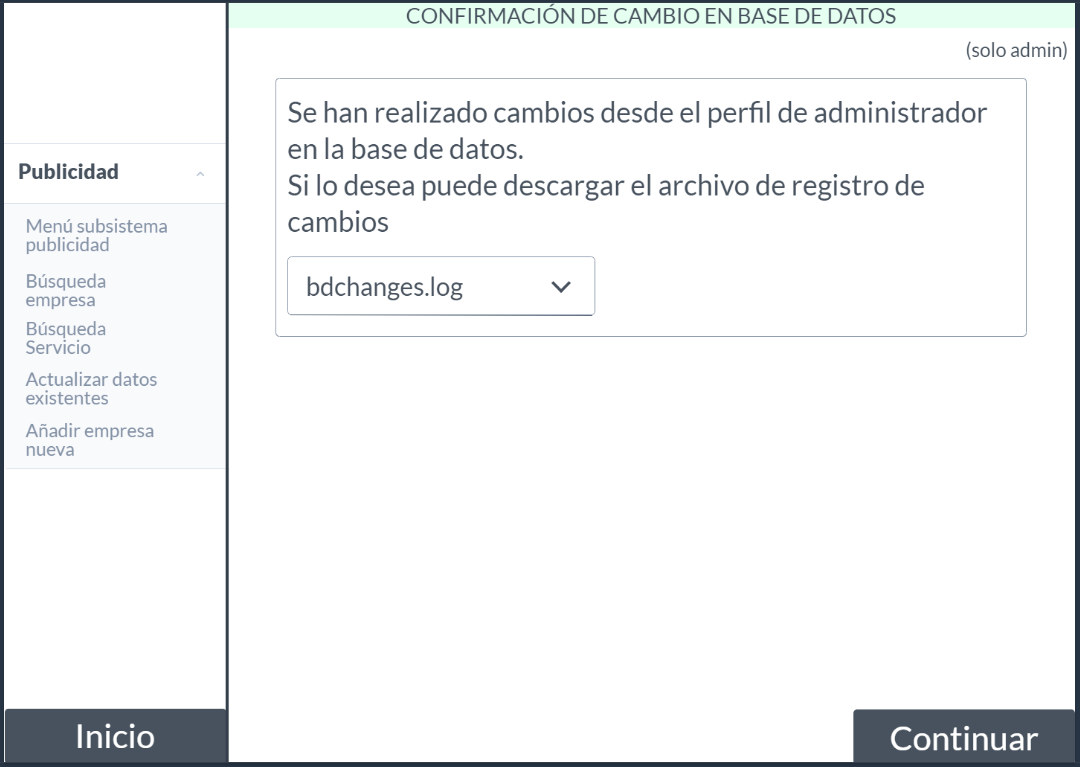 CONFIRMACIÓN DE CAMBIO EN BASE DE DATOS
(solo admin)
Se han realizado cambios desde el perfil de administrador
en la base de datos.
Si lo desea puede descargar el archivo de registro de
cambios
bdchanges.log
Publicidad
Menú subsistema
publicidad
Búsqueda
empresa
Búsqueda
Servicio
Actualizar datos
existentes
Añadir empresa
nueva
Inicio
Continuar